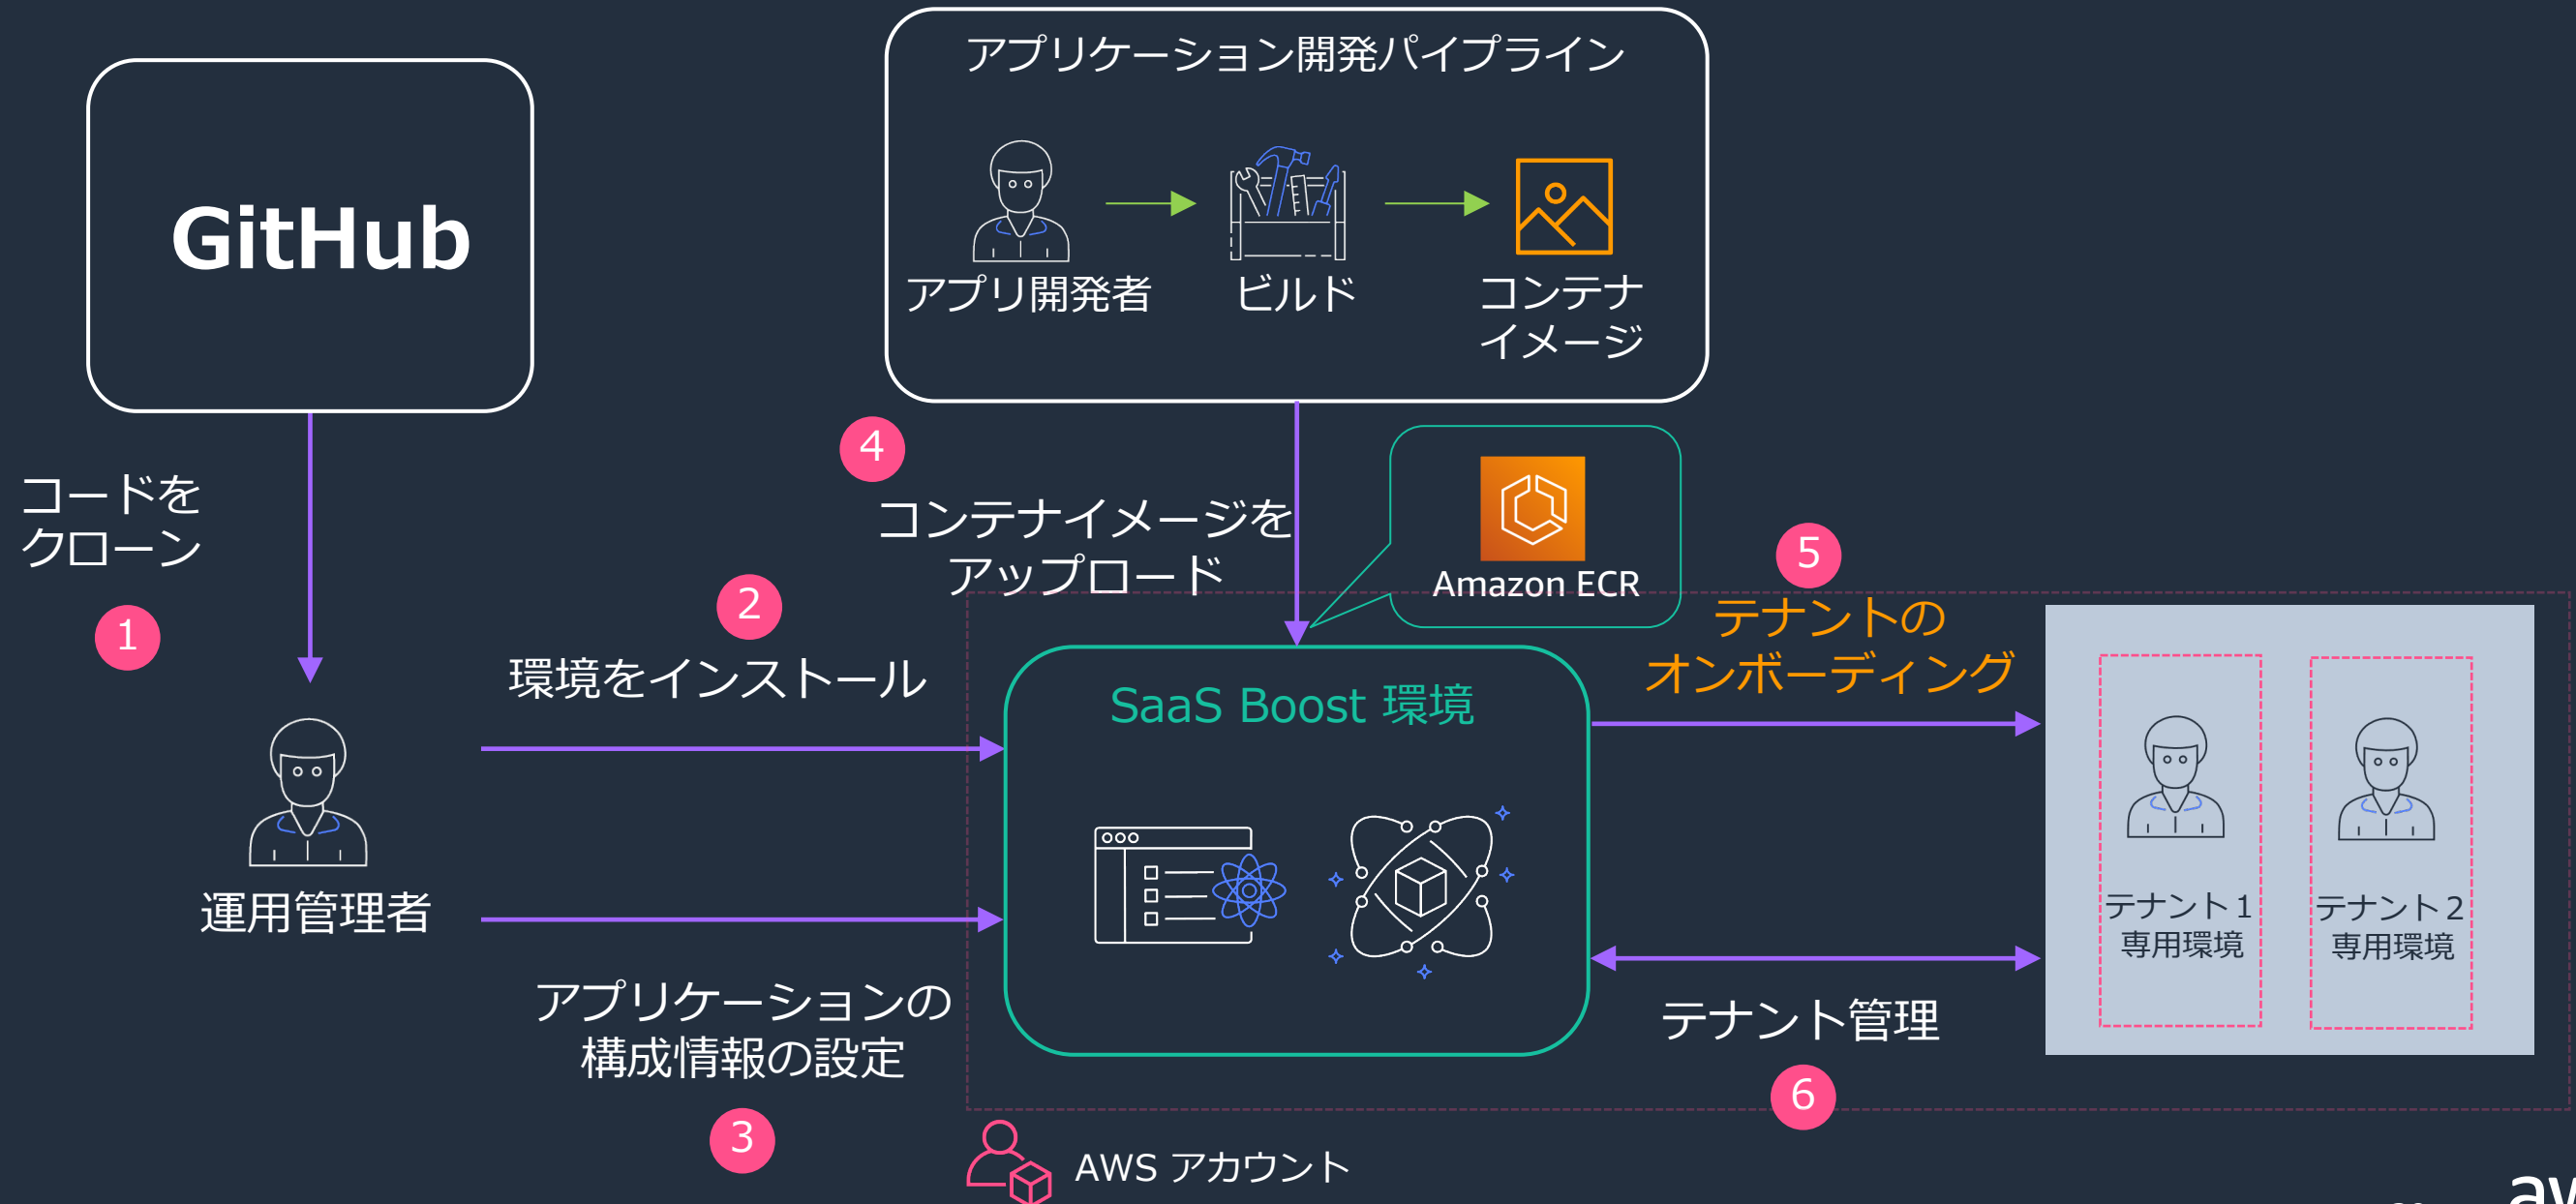 アプリケーション開発パイプライン
GitHub
アプリ開発者
ビルド
コンテナ
イメージ
4
コードを
クローン
1
コンテナイメージを
アップロード
Amazon ECR
5
テナントの
オンボーディング
2
環境をインストール
SaaS Boost 環境
運用管理者
アプリケーションの
構成情報の設定
3
テナント1
専用環境
テナント2
専用環境
テナント管理
6
AWS アカウント